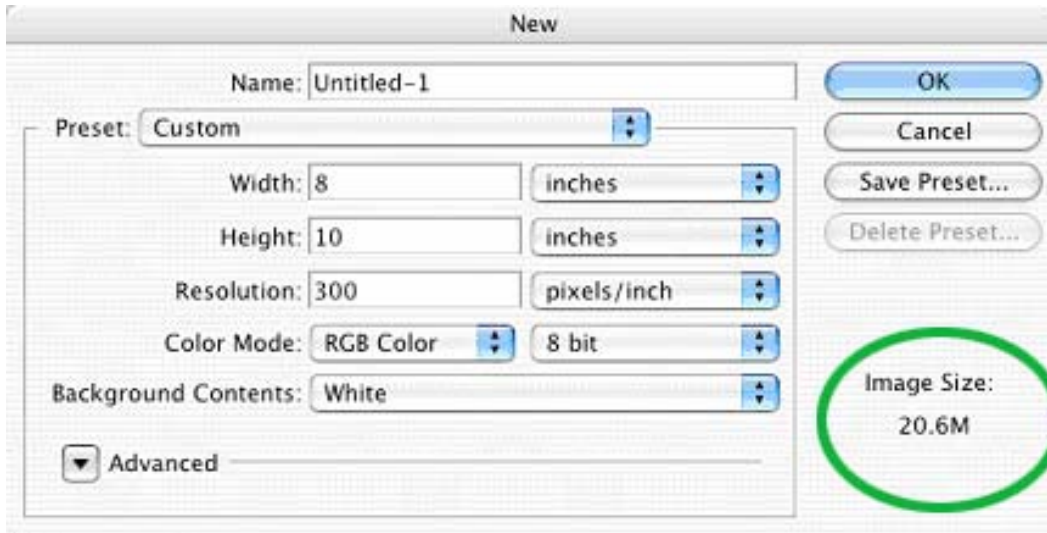 New
Name: Untitled-1
OK
Preset: Custom
Cancel
Width: 8 inches
Save Preset...
Height: 10 inches
Delete Preset...
Resolution: 300 pixels/inch
Color Mode: RGB Color 8 bit
Background Contents: White
Image Size:
20.6M
Advanced